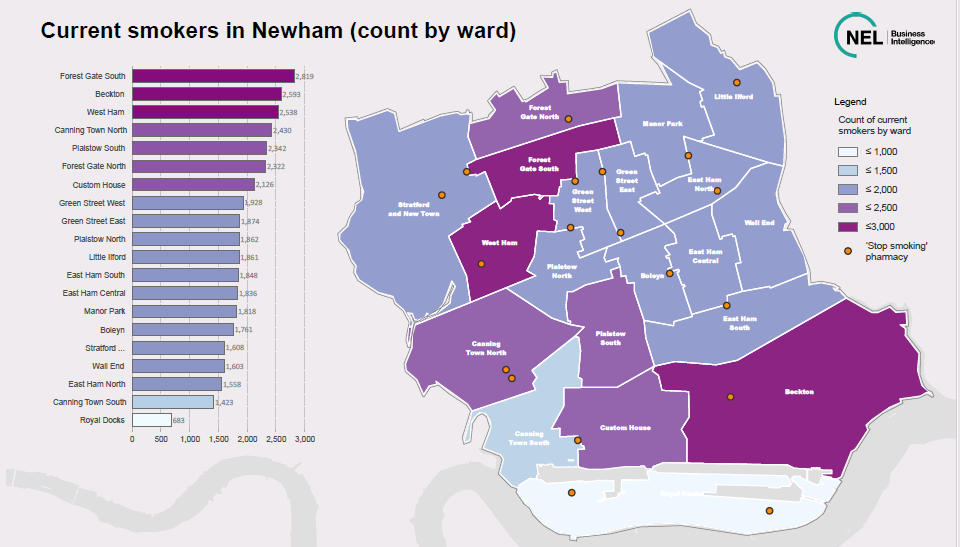 Current smokers in Newham (count by ward)
NEL
Business
Intelligence
Forest Gate South
2,819
Beckton
2,593
West Ham
2,538
Canning Town North
2,430
Plaistow South
2,342
Forest Gate North
2,322
Custom House
2,126
Green Street West
1,928
Green Street East
1,874
Plaistow North
1,862
Little Ilford
1,861
East Ham South
1,848
East Ham Central
1,836
Manor Park
1,818
Boleyn
1,761
Stratford ...
1,608
Wall End
1,603
East Ham North
1,558
Canning Town South
1,423
Royal Docks
683
0 500 1,000 1,500 2,000 2,500 3,000
Legend
Count of current
smokers by ward
≤ 1,000
≤ 1,500
≤ 2,000
≤ 2,500
≤3,000
'Stop smoking'
pharmacy
Little Ilford
Forest
Gate North
Manor Park
Forest
Gate South
Green
Street
East
East Ham
North
Green
Street
West
Stratford
and New Town
Wall End
West Ham
East Ham
Central
Plaistow
North
Boleyn
East Ham
South
Plaistow
South
Canning
Town North
Beckton
Custom House
Canning
Town South
Royal Docks